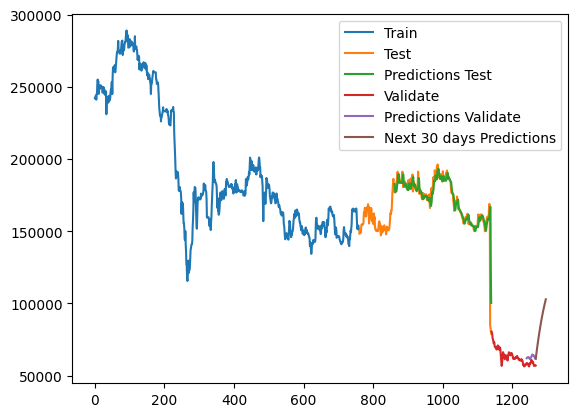 300000
250000
200000
150000
100000
50000
0
200
400
600
800
1000
1200
Train
Test
Predictions Test
Validate
Predictions Validate
Next 30 days Predictions